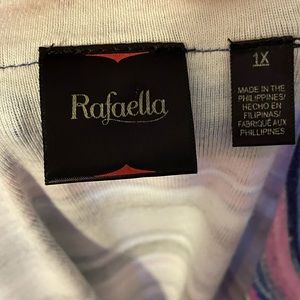 Rafaella
1X
MADE IN THE
PHILIPPINES/
HECHO EN
FILIPINAS/
FABRIQUÉ AUX
PHILLIPINES